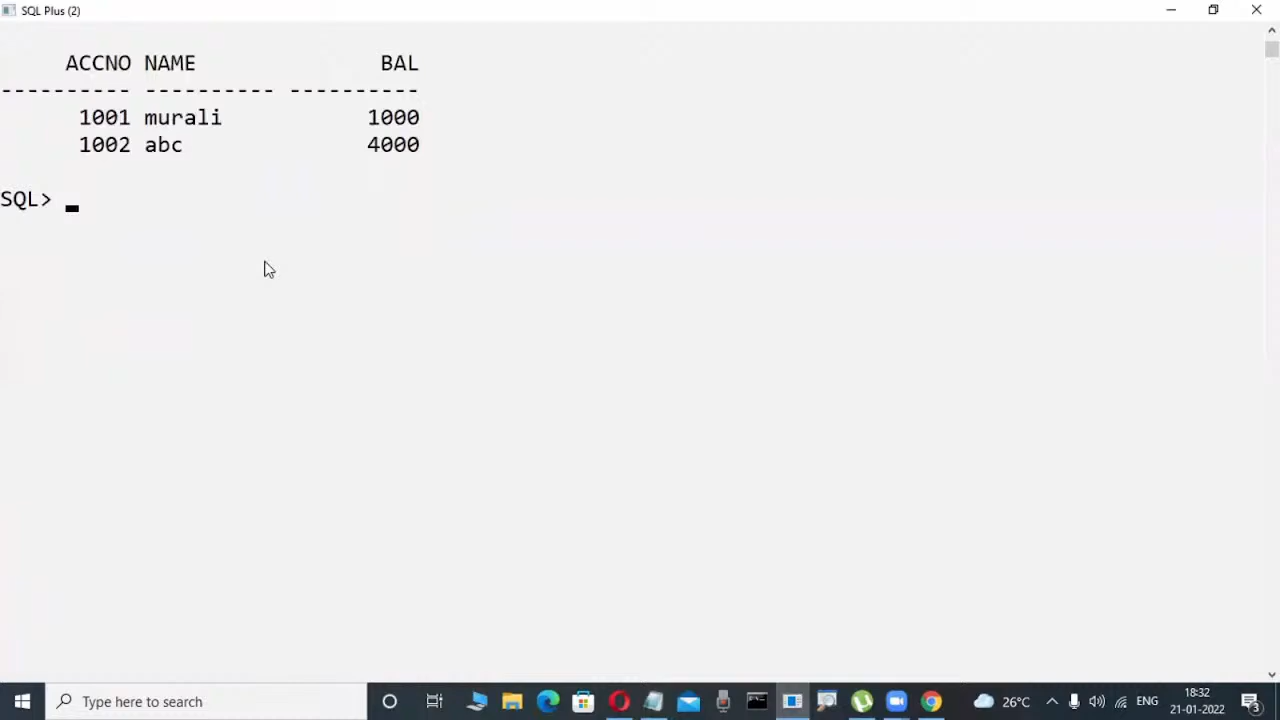 SQL Plus (2)
ACCNO NAME BAL
---------- ---------- ----------
1001 murali 1000
1002 abc 4000
SQL>
Type here to search
26°C
ENG
18:32
21-01-2022
3